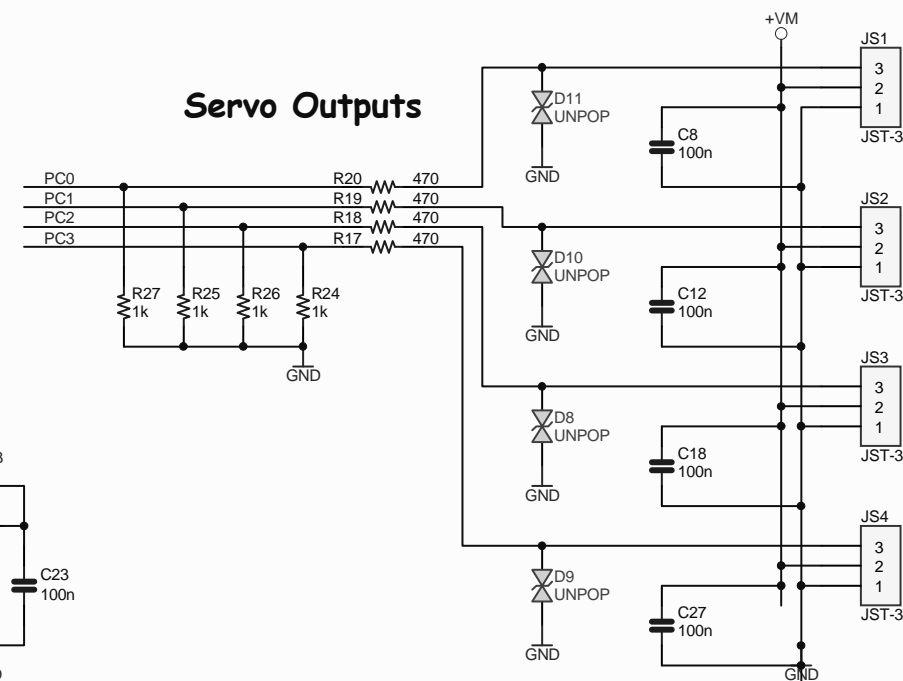 +VM
JS1
3
2
1
JST-3
Servo Outputs
D11
UNPOP
C8
100n
GND
PC0
R20
470
PC1
R19
470
PC2
R18
470
PC3
R17
470
JS2
3
2
1
JST-3
D10
UNPOP
C12
100n
GND
R27
1k
R25
1k
R26
1k
R24
1k
GND
JS3
3
2
1
JST-3
D8
UNPOP
C18
100n
GND
JS4
3
2
1
JST-3
C23
100n
D9
UNPOP
C27
100n
GND
GND